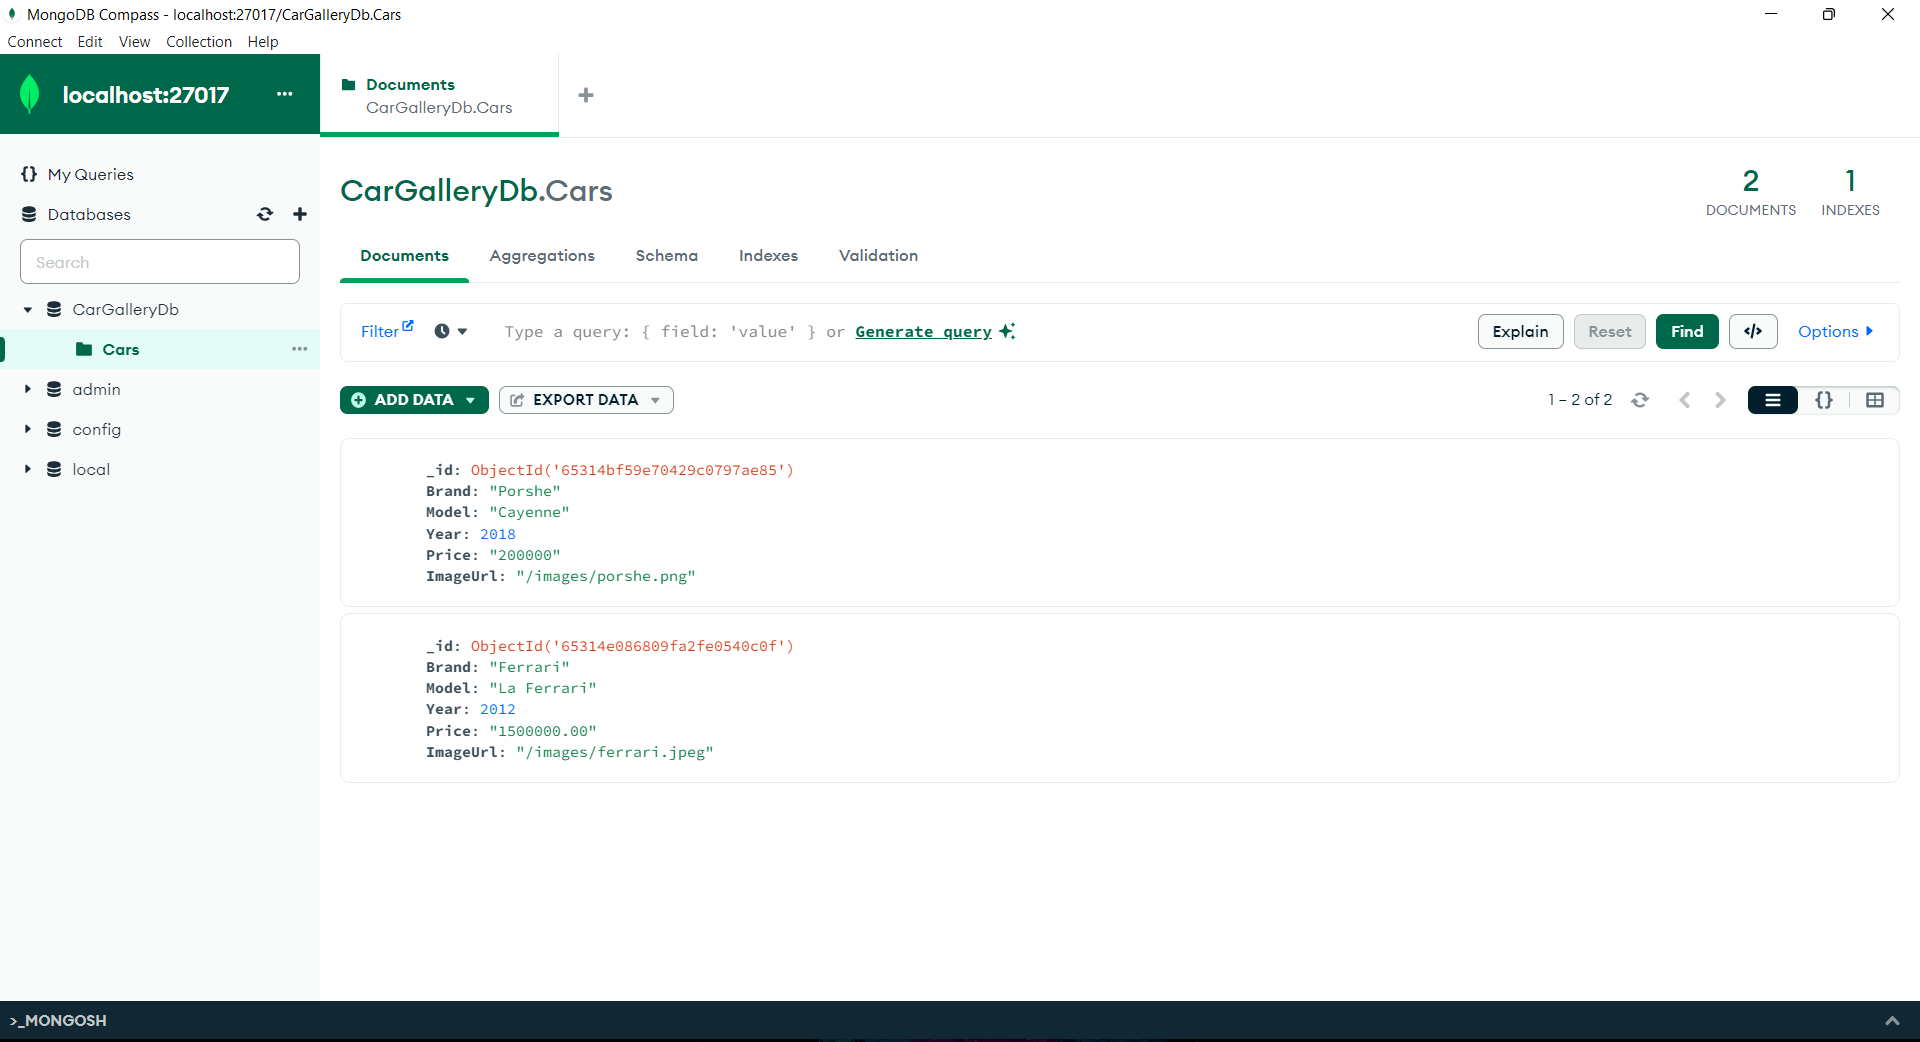 MongoDB Compass - localhost:27017/CarGalleryDb.Cars
Connect Edit View Collection Help
localhost:27017
Documents
CarGalleryDb.Cars
My Queries
Databases
Search
CarGalleryDb
Cars
admin
config
local
CarGalleryDb.Cars
2
DOCUMENTS
1
INDEXES
Documents Aggregations Schema Indexes Validation
Filter Type a query: { field: 'value' } or Generate query Explain Reset Find </> Options
ADD DATA EXPORT DATA 1 – 2 of 2 {}
_id: ObjectId('65314bf59e70429c0797ae85')
Brand: "Porshe"
Model: "Cayenne"
Year: 2018
Price: "200000"
ImageUrl: "/images/porshe.png"
_id: ObjectId('65314e086809fa2fe0540c0f')
Brand: "Ferrari"
Model: "La Ferrari"
Year: 2012
Price: "1500000.00"
ImageUrl: "/images/ferrari.jpeg"
>_MONGOSH